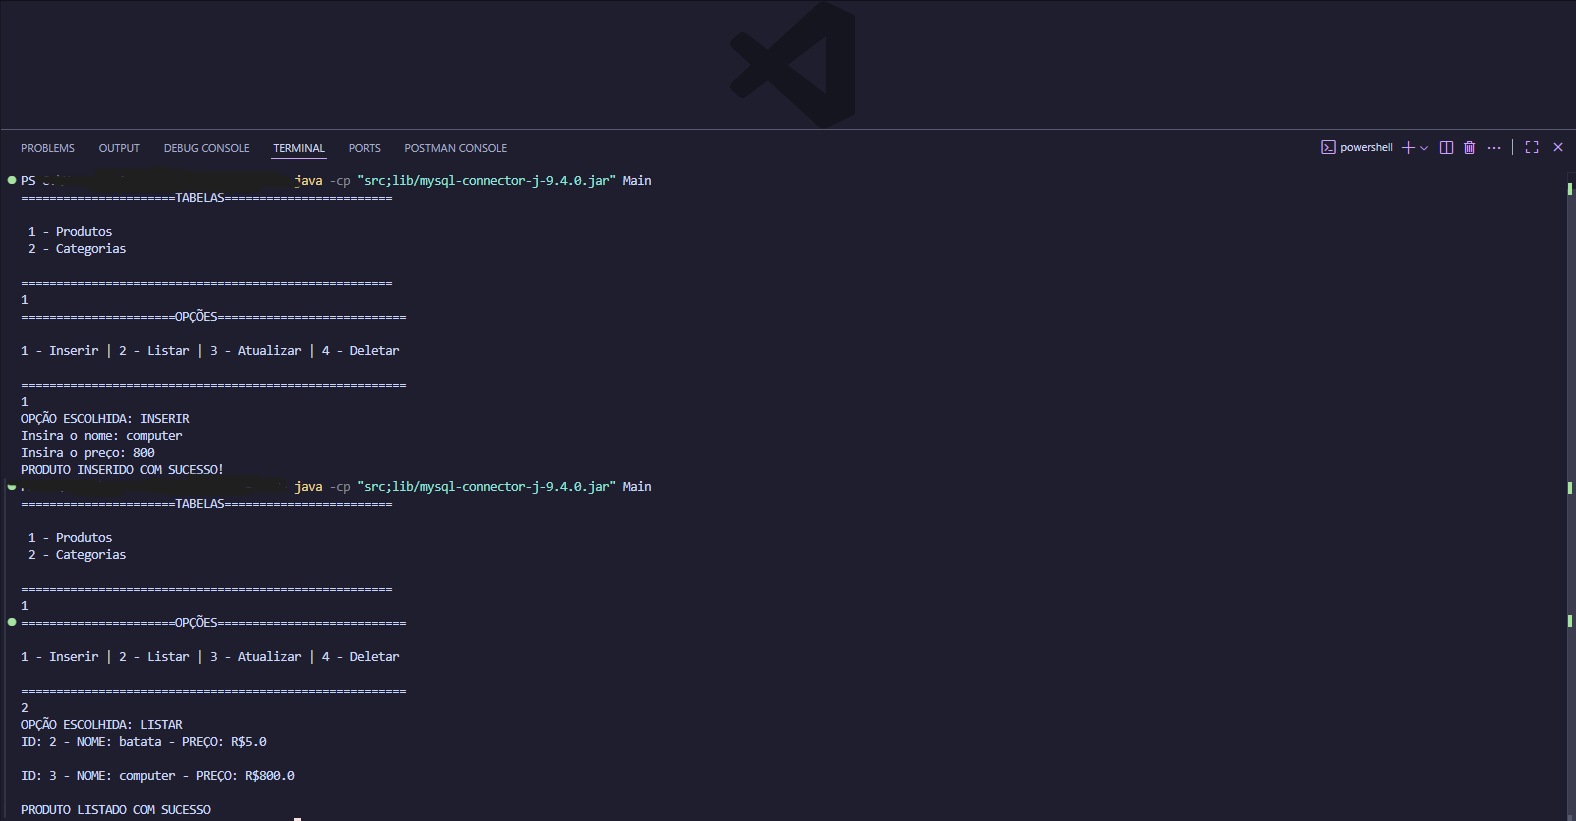 PROBLEMS OUTPUT DEBUG CONSOLE TERMINAL PORTS POSTMAN CONSOLE powershell
PS java -cp "src;lib/mysql-connector-j-9.4.0.jar" Main
======================TABELAS========================
1 - Produtos
2 - Categorias
=====================================================
1
======================OPÇÕES===========================
1 - Inserir | 2 - Listar | 3 - Atualizar | 4 - Deletar
=======================================================
1
OPÇÃO ESCOLHIDA: INSERIR
Insira o nome: computer
Insira o preço: 800
PRODUTO INSERIDO COM SUCESSO!
java -cp "src;lib/mysql-connector-j-9.4.0.jar" Main
======================TABELAS========================
1 - Produtos
2 - Categorias
=====================================================
1
======================OPÇÕES===========================
1 - Inserir | 2 - Listar | 3 - Atualizar | 4 - Deletar
=======================================================
2
OPÇÃO ESCOLHIDA: LISTAR
ID: 2 - NOME: batata - PREÇO: R$5.0
ID: 3 - NOME: computer - PREÇO: R$800.0
PRODUTO LISTADO COM SUCESSO